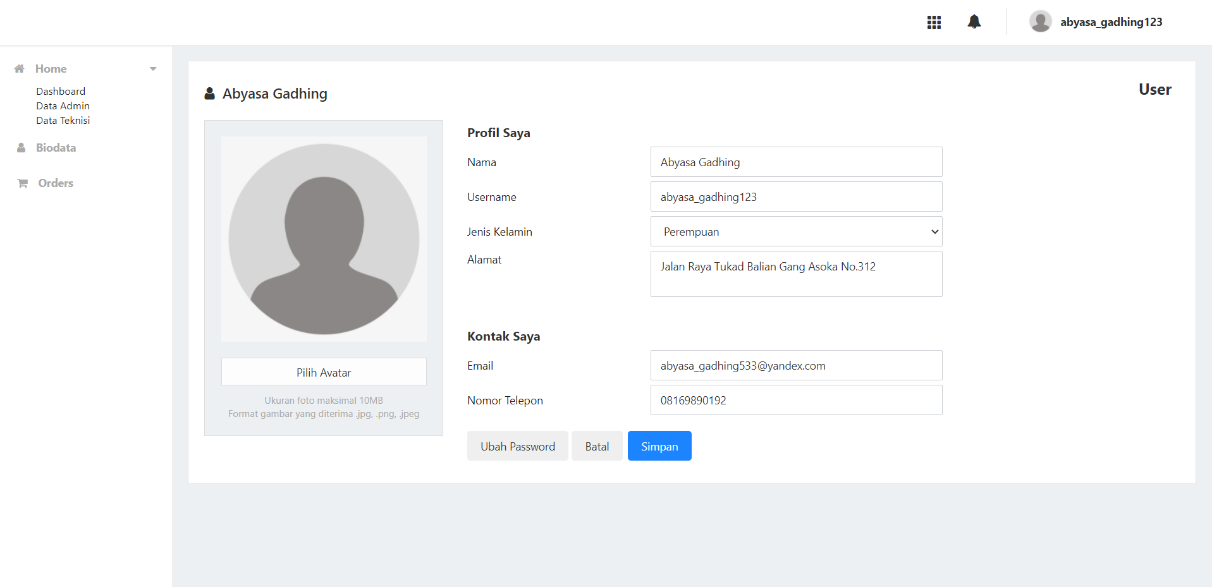 abyasa_gadhing123
Home
Dashboard
Data Admin
Data Teknisi
Biodata
Orders
Abyasa Gadhing
User
Pilih Avatar
Ukuran foto maksimal 10MB
Format gambar yang diterima .jpg, .png, .jpeg
Profil Saya
Nama
Abyasa Gadhing
Username
abyasa_gadhing123
Jenis Kelamin
Perempuan
Alamat
Jalan Raya Tukad Balian Gang Asoka No.312
Kontak Saya
Email
abyasa_gadhing533@yandex.com
Nomor Telepon
08169890192
Ubah Password
Batal
Simpan